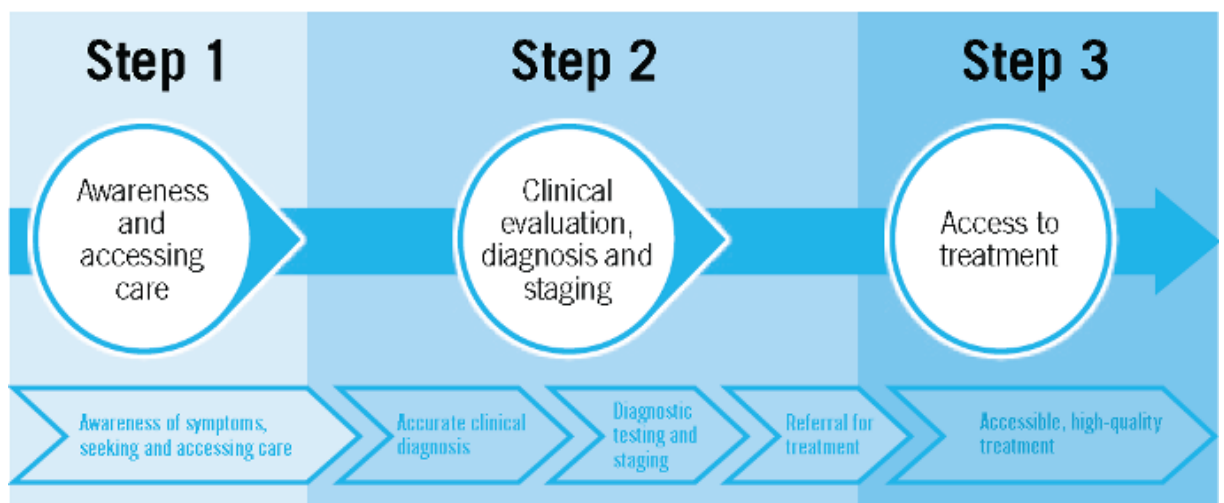 Step 1
Step 2
Step 3
Awareness
and
accessing
care
Clinical
evaluation,
diagnosis and
staging
Access to
treatment
Awareness of symptoms,
seeking and accessing care
Accurate clinical
diagnosis
Diagnostic
testing and
staging
Referral for
treatment
Accessible, high-quality
treatment